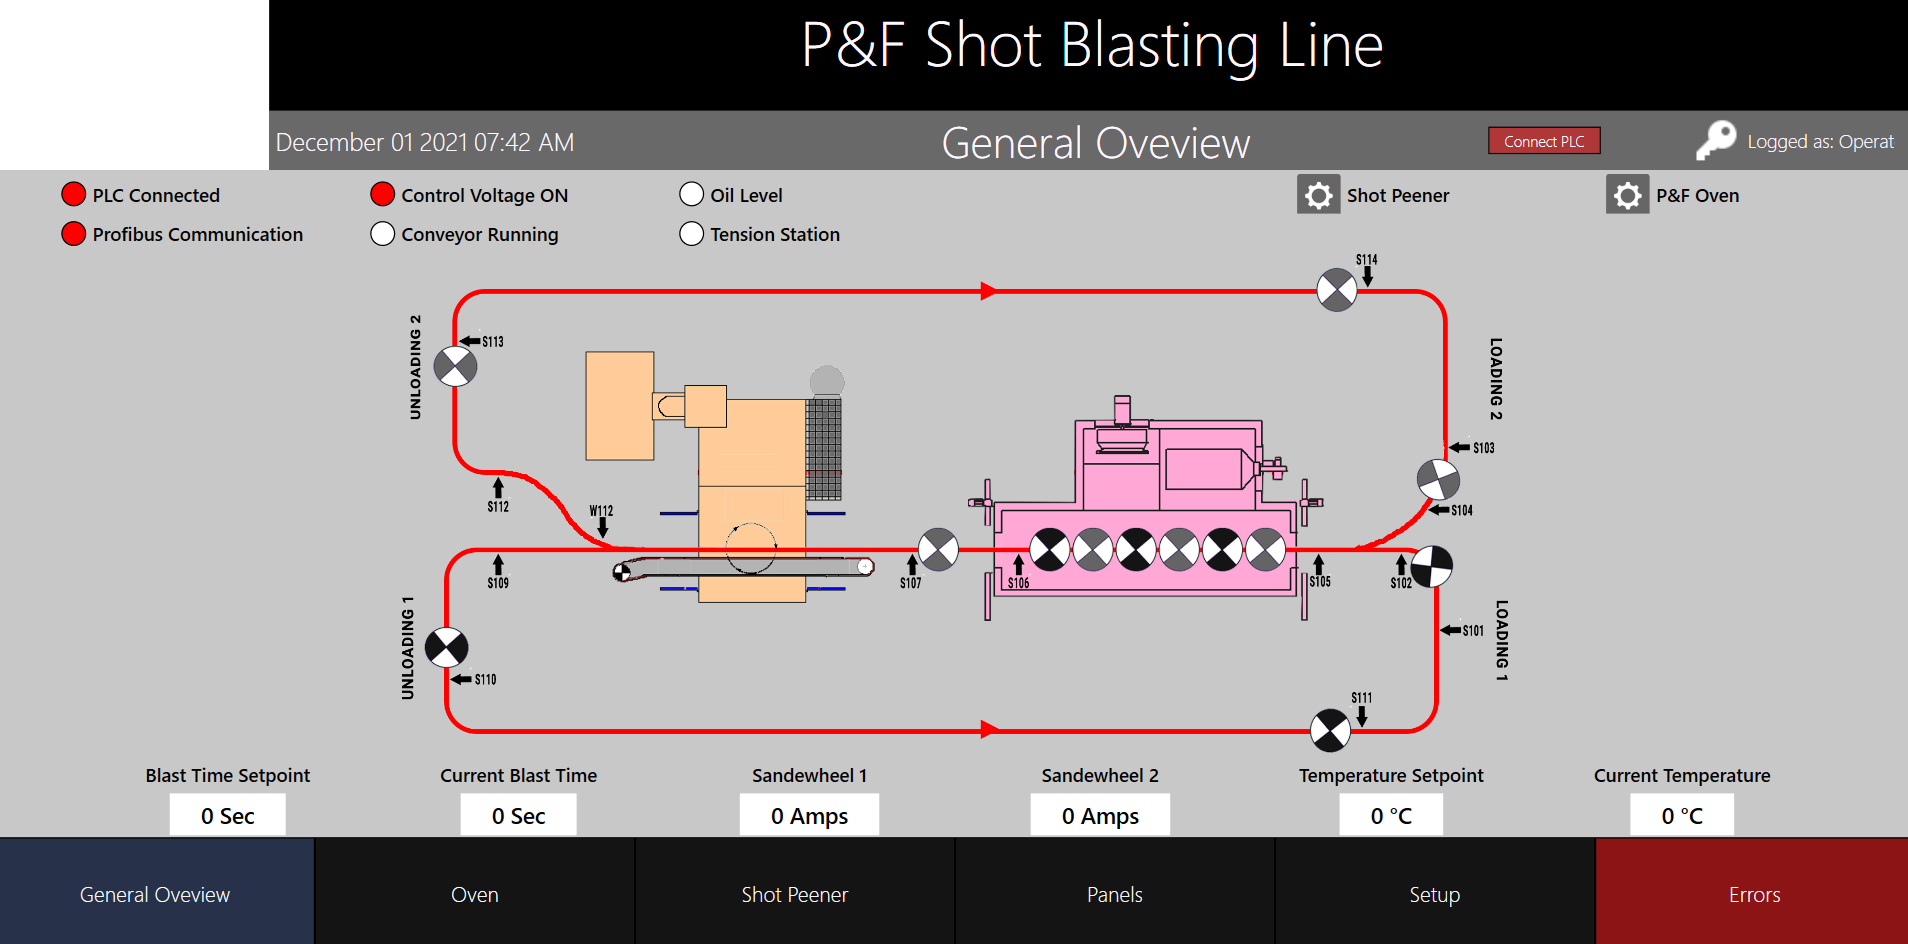 P&F Shot Blasting Line
December 01 2021 07:42 AM
General Oveview
Connect PLC
Logged as: Operat
PLC Connected
Control Voltage ON
Oil Level
Shot Peener
P&F Oven
Profibus Communication
Conveyor Running
Tension Station
S114
UNLOADING 2
S113
LOADING 2
S103
S112
W112
S104
S109
S107
S106
S105
S102
UNLOADING 1
LOADING 1
S101
S110
S111
Blast Time Setpoint
Current Blast Time
Sandewheel 1
Sandewheel 2
Temperature Setpoint
Current Temperature
0 Sec
0 Sec
0 Amps
0 Amps
0 °C
0 °C
General Oveview
Oven
Shot Peener
Panels
Setup
Errors